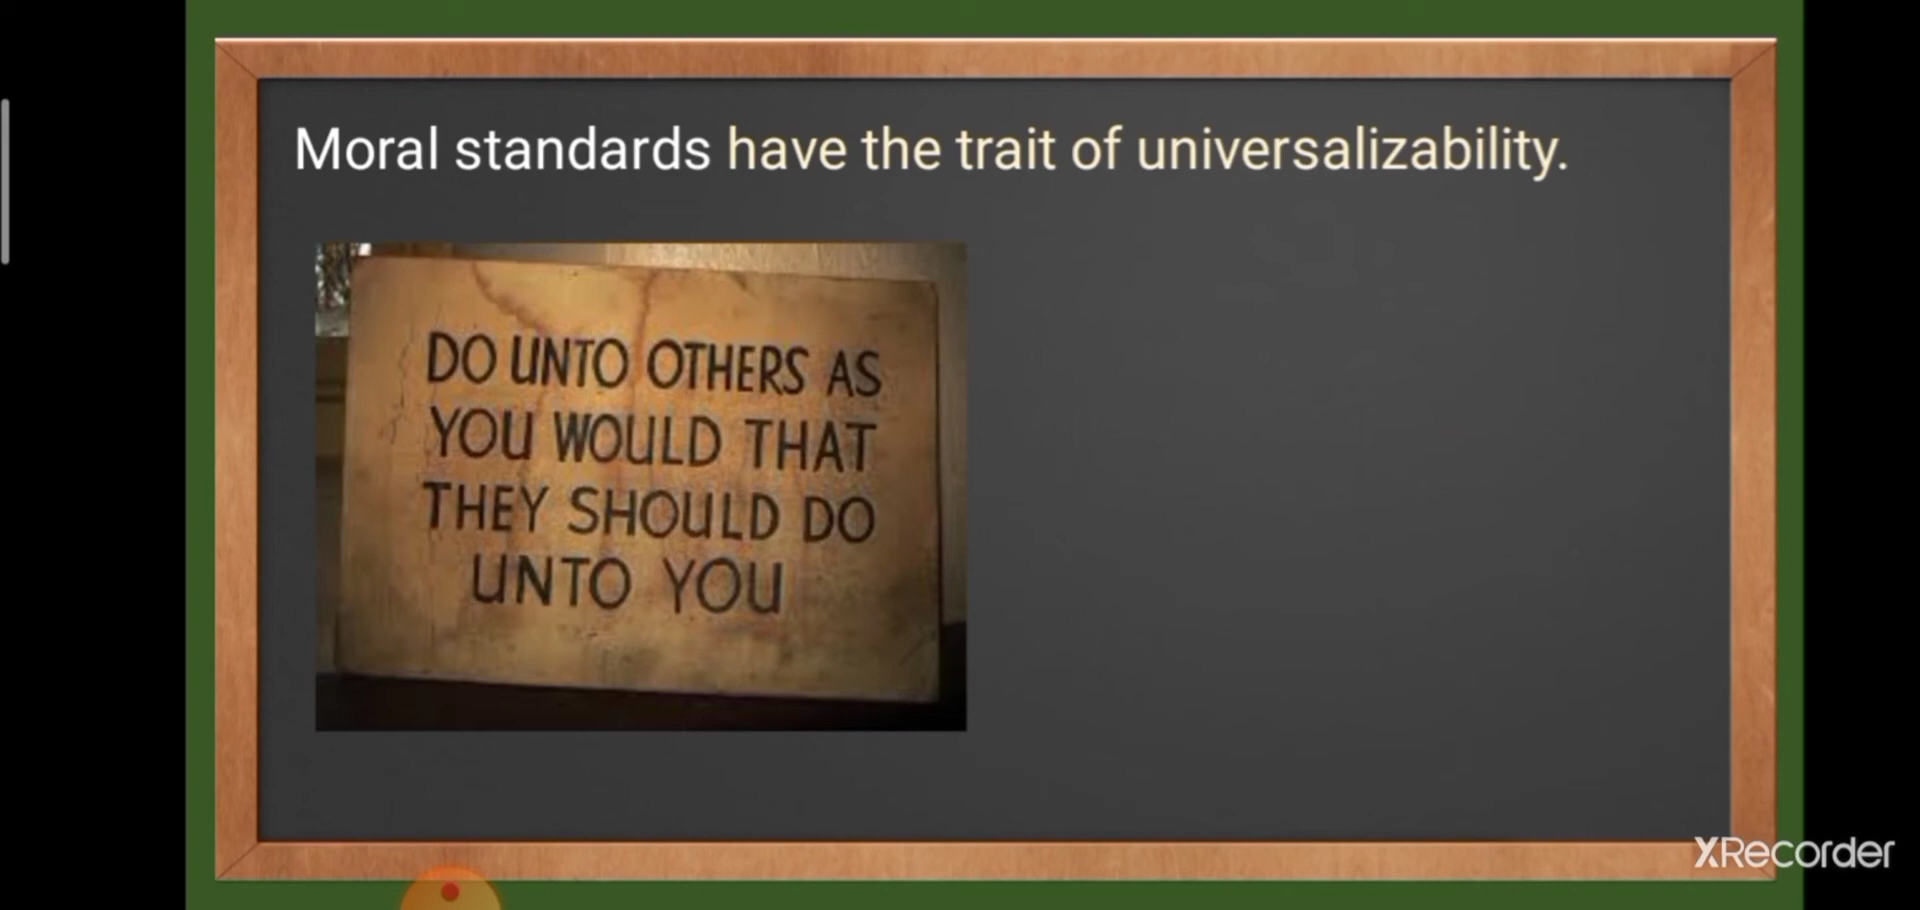 Moral standards have the trait of universalizability.
DO UNTO OTHERS AS
YOU WOULD THAT
THEY SHOULD DO
UNTO YOU
XRecorder